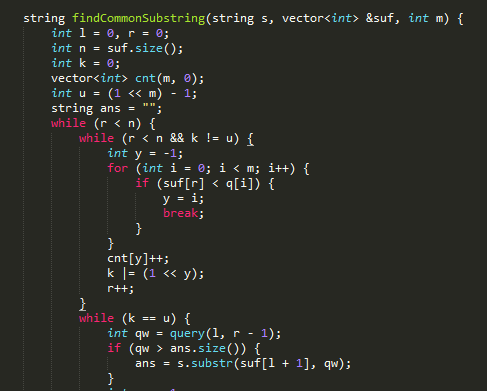 string findCommonSubstring(string s, vector<int> &suf, int m) {
    int l = 0, r = 0;
    int n = suf.size();
    int k = 0;
    vector<int> cnt(m, 0);
    int u = (1 << m) - 1;
    string ans = "";
    while (r < n) {
        while (r < n && k != u) {
            int y = -1;
            for (int i = 0; i < m; i++) {
                if (suf[r] < q[i]) {
                    y = i;
                    break;
                }
            }
            cnt[y]++;
            k |= (1 << y);
            r++;
        }
        while (k == u) {
            int qw = query(l, r - 1);
            if (qw > ans.size()) {
                ans = s.substr(suf[l + 1], qw);
            }